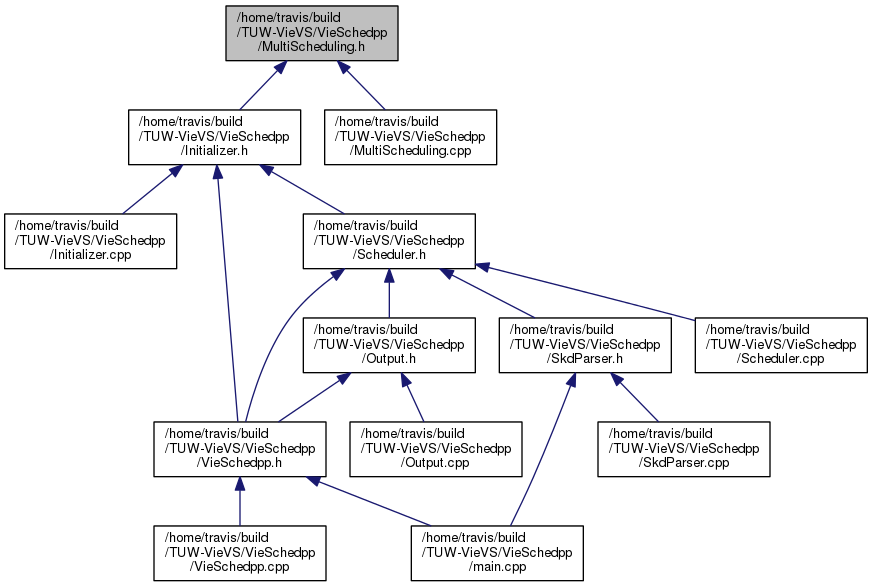 /home/travis/build
/TUW-VieVS/VieSchedpp
/MultiScheduling.h
/home/travis/build
/TUW-VieVS/VieSchedpp
/Initializer.h
/home/travis/build
/TUW-VieVS/VieSchedpp
/MultiScheduling.cpp
/home/travis/build
/TUW-VieVS/VieSchedpp
/Initializer.cpp
/home/travis/build
/TUW-VieVS/VieSchedpp
/Scheduler.h
/home/travis/build
/TUW-VieVS/VieSchedpp
/Output.h
/home/travis/build
/TUW-VieVS/VieSchedpp
/SkdParser.h
/home/travis/build
/TUW-VieVS/VieSchedpp
/Scheduler.cpp
/home/travis/build
/TUW-VieVS/VieSchedpp
/VieSchedpp.h
/home/travis/build
/TUW-VieVS/VieSchedpp
/Output.cpp
/home/travis/build
/TUW-VieVS/VieSchedpp
/SkdParser.cpp
/home/travis/build
/TUW-VieVS/VieSchedpp
/VieSchedpp.cpp
/home/travis/build
/TUW-VieVS/VieSchedpp
/main.cpp